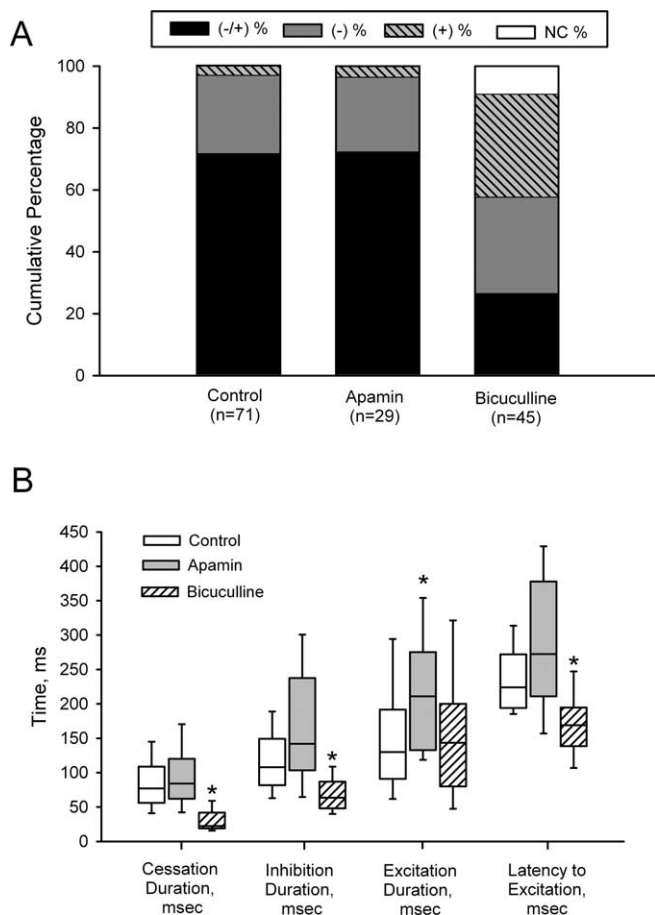 A
(-/+) % (-) % (+) % NC %
100
80
60
40
20
0
Cumulative Percentage
Control
(n=71)
Apamin
(n=29)
Bicuculline
(n=45)
B
450
400
350
300
250
200
150
100
50
0
Time, ms
Control
Apamin
Bicuculline
*
*
*
*
Cessation
Duration,
msec
Inhibition
Duration,
msec
Excitation
Duration,
msec
Latency to
Excitation,
msec